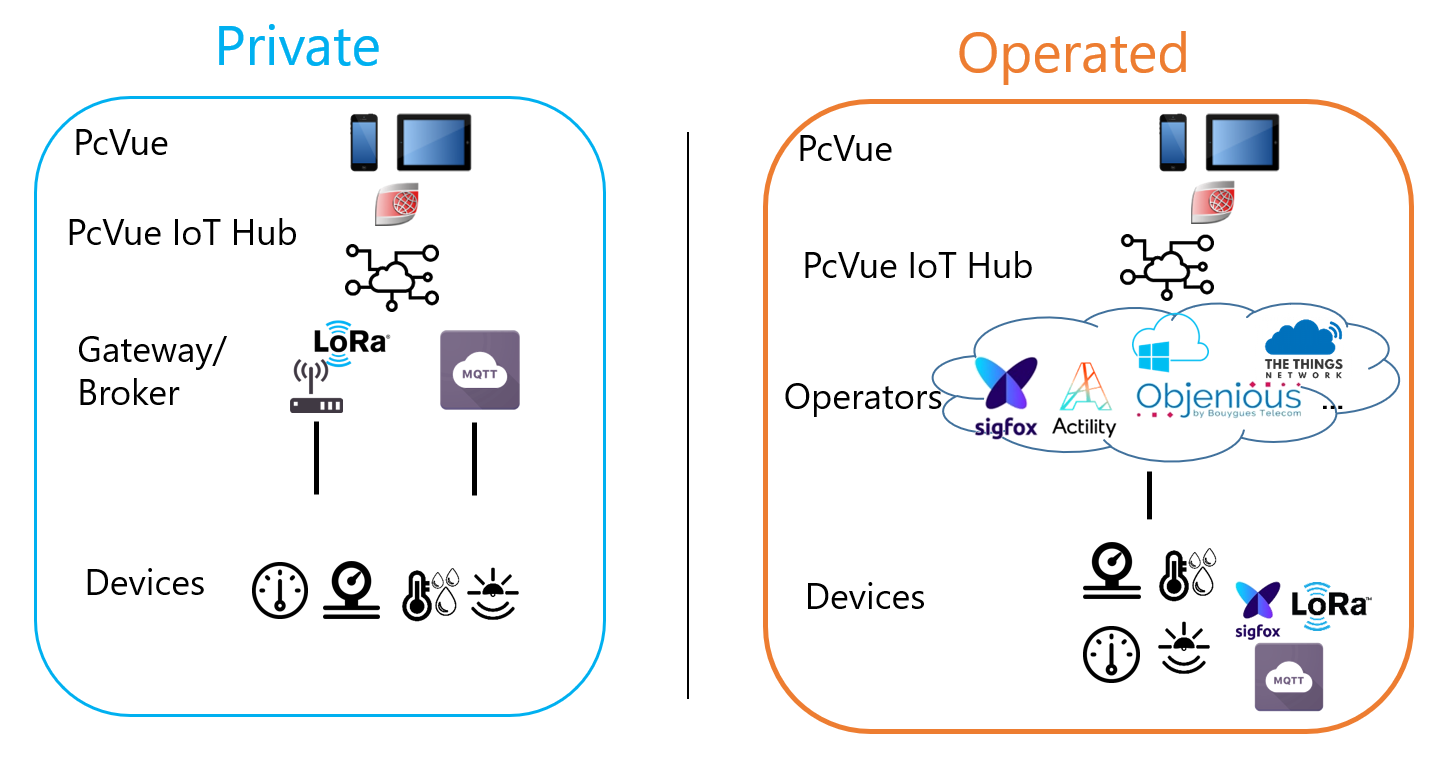 Private
PcVue
PcVue IoT Hub
Gateway/
Broker
LoRa®
MQTT
Devices
Operated
PcVue
PcVue IoT Hub
Operators
sigfox
Actility
Objenious
by Bouygues Telecom
THE THINGS
NETWORK
...
Devices
sigfox
LoRa™
MQTT